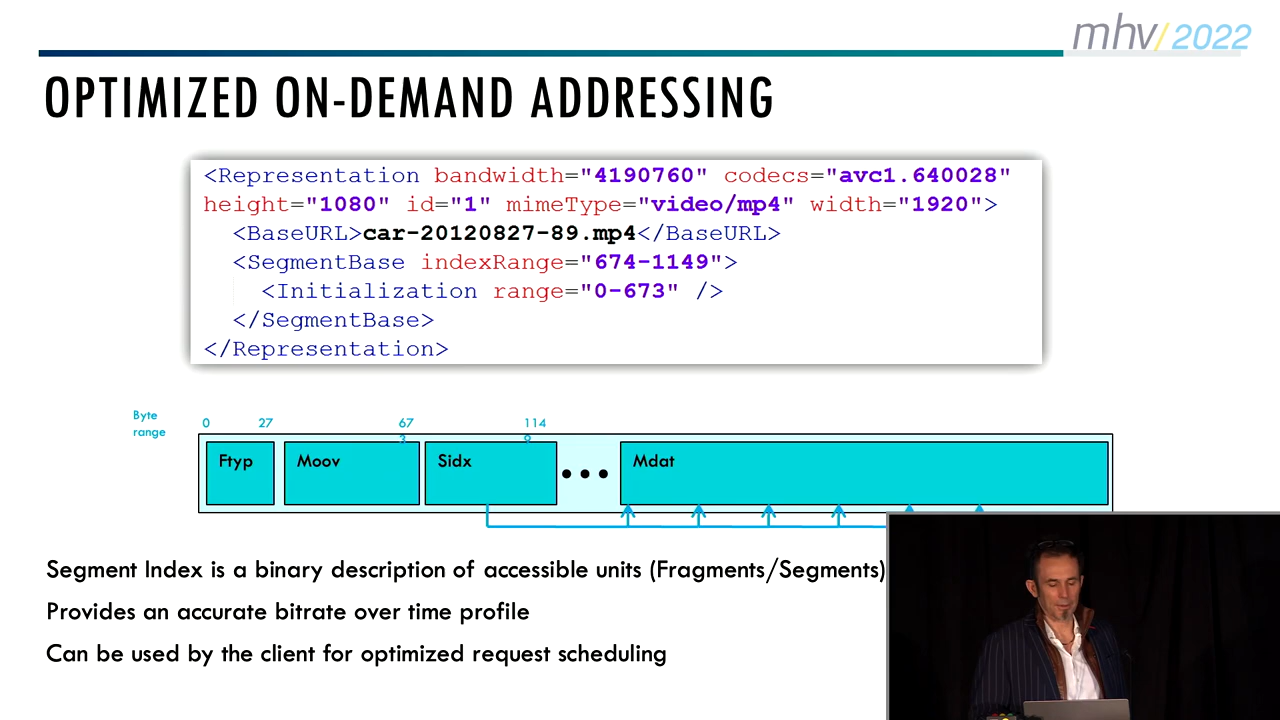 mhv/2022
OPTIMIZED ON-DEMAND ADDRESSING
<Representation bandwidth="4190760" codecs="avc1.640028"
height="1080" id="1" mimeType="video/mp4" width="1920">
<BaseURL>car-20120827-89.mp4</BaseURL>
<SegmentBase indexRange="674-1149">
<Initialization range="0-673" />
</SegmentBase>
</Representation>
Byte
range
0 27 673 1149
Ftyp Moov Sidx ••• Mdat
Segment Index is a binary description of accessible units (Fragments/Segments)
Provides an accurate bitrate over time profile
Can be used by the client for optimized request scheduling